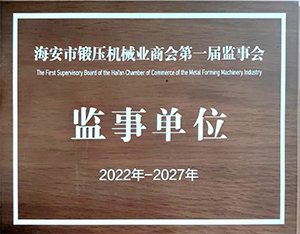 海安市锻压机械业商会第一届监事会
The First Supervisory Board of the Hai'an Chamber of Commerce of the Metal Forming Machinery Industry
监事单位
2022年-2027年